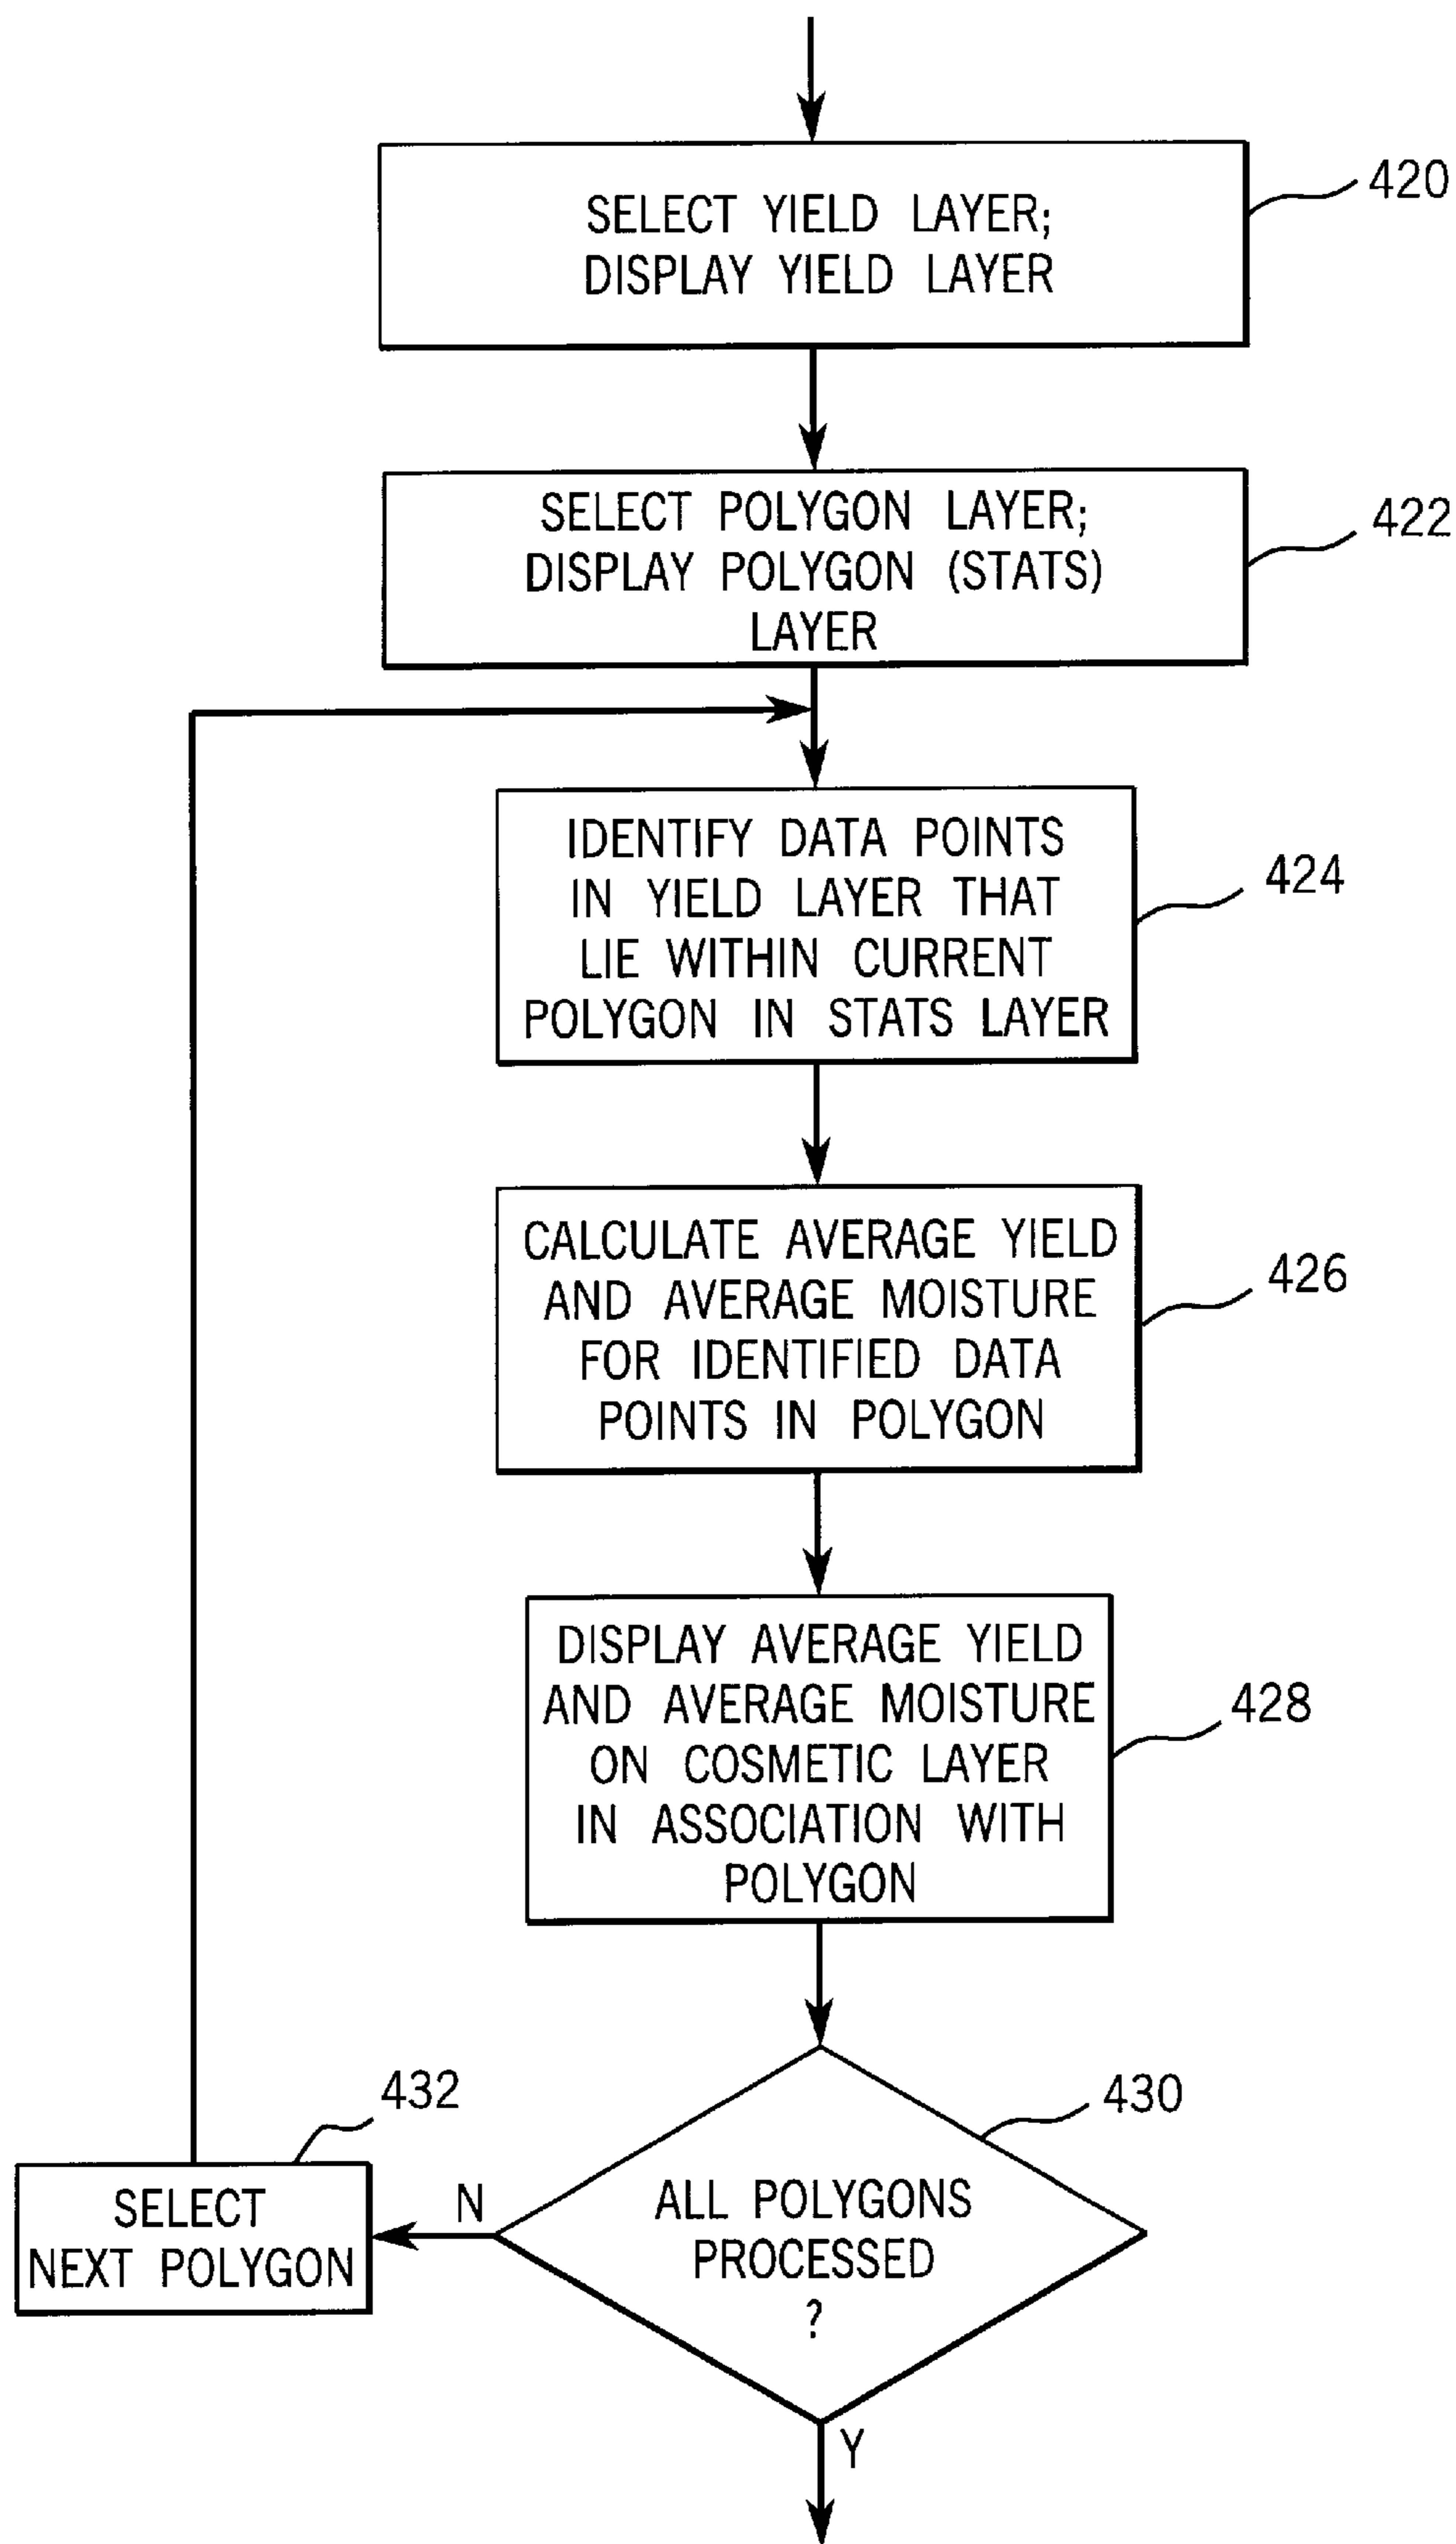 SELECT YIELD LAYER;
DISPLAY YIELD LAYER
420
SELECT POLYGON LAYER;
DISPLAY POLYGON (STATS)
LAYER
422
IDENTIFY DATA POINTS
IN YIELD LAYER THAT
LIE WITHIN CURRENT
POLYGON IN STATS LAYER
424
CALCULATE AVERAGE YIELD
AND AVERAGE MOISTURE
FOR IDENTIFIED DATA
POINTS IN POLYGON
426
DISPLAY AVERAGE YIELD
AND AVERAGE MOISTURE
ON COSMETIC LAYER
IN ASSOCIATION WITH
POLYGON
428
ALL POLYGONS
PROCESSED
?
430
N
432
SELECT
NEXT POLYGON
Y